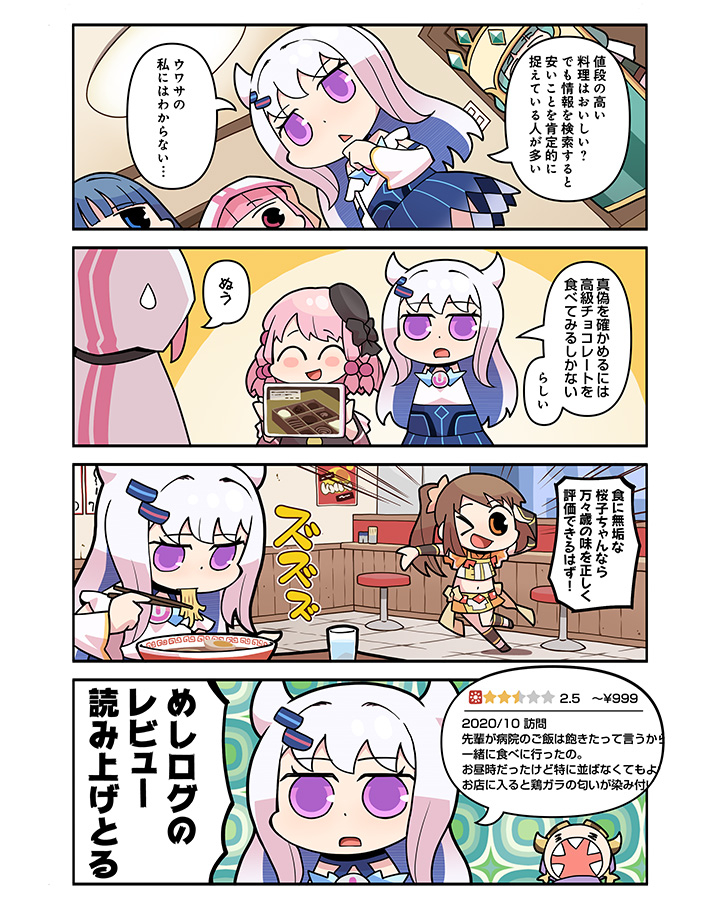 値段の高い
料理はおいしい?
でも情報を検索すると
安いことを肯定的に
捉えている人が多い
ウワサの
私にはわからない…
真偽を確かめるには
高級チョコレートを
食べてみるしかない
らしい
ぬう
食に無垢な
桜子ちゃんなら
万々歳の味を正しく
評価できるはず!
ズズズ
2.5 ~¥999
2020/10 訪問
先輩が病院のご飯は飽きたって言うから
一緒に食べに行ったの。
お昼時だったけど特に並ばなくてもよ
お店に入ると鶏ガラの匂いが染み付い
めしログの
レビュー
読み上げとる